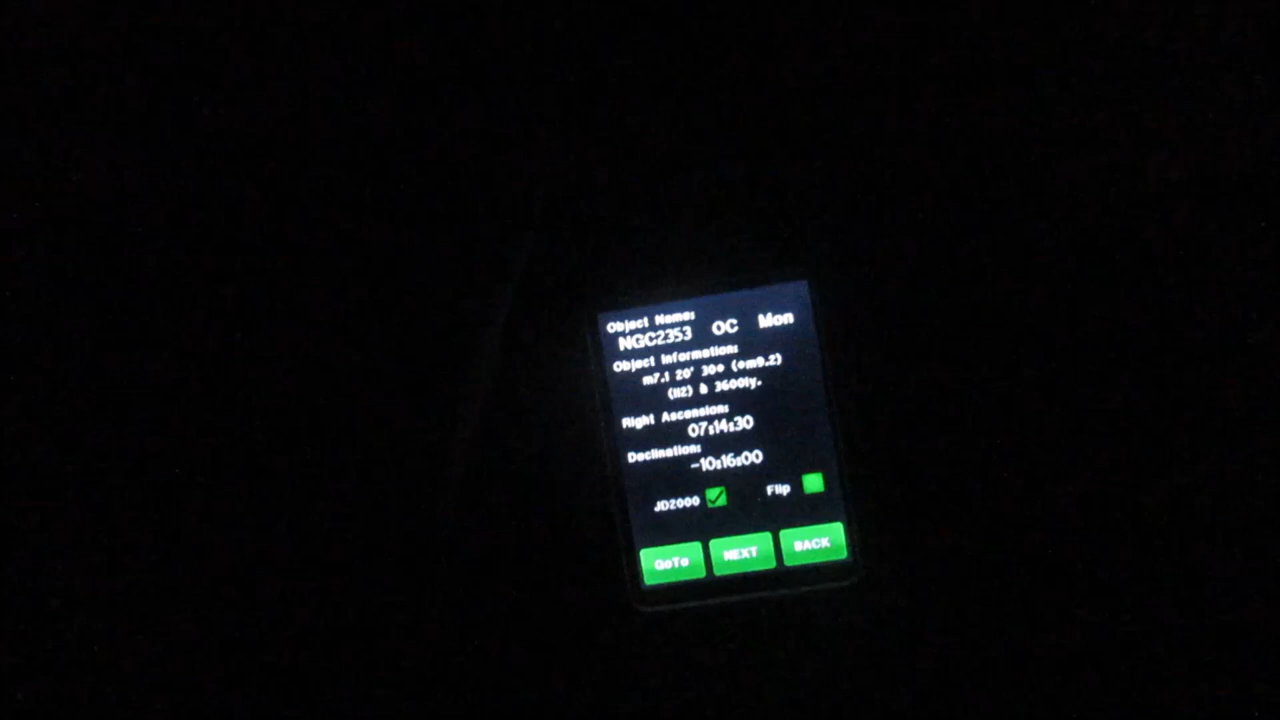 Object Name:
NGC2353 OC Mon
Object Information:
m7.1 20' 30* (*m9.2)
(II2) à 3600ly.
Right Ascension:
07:14:30
Declination:
-10:16:00
JD2000 Flip
GoTo NEXT BACK